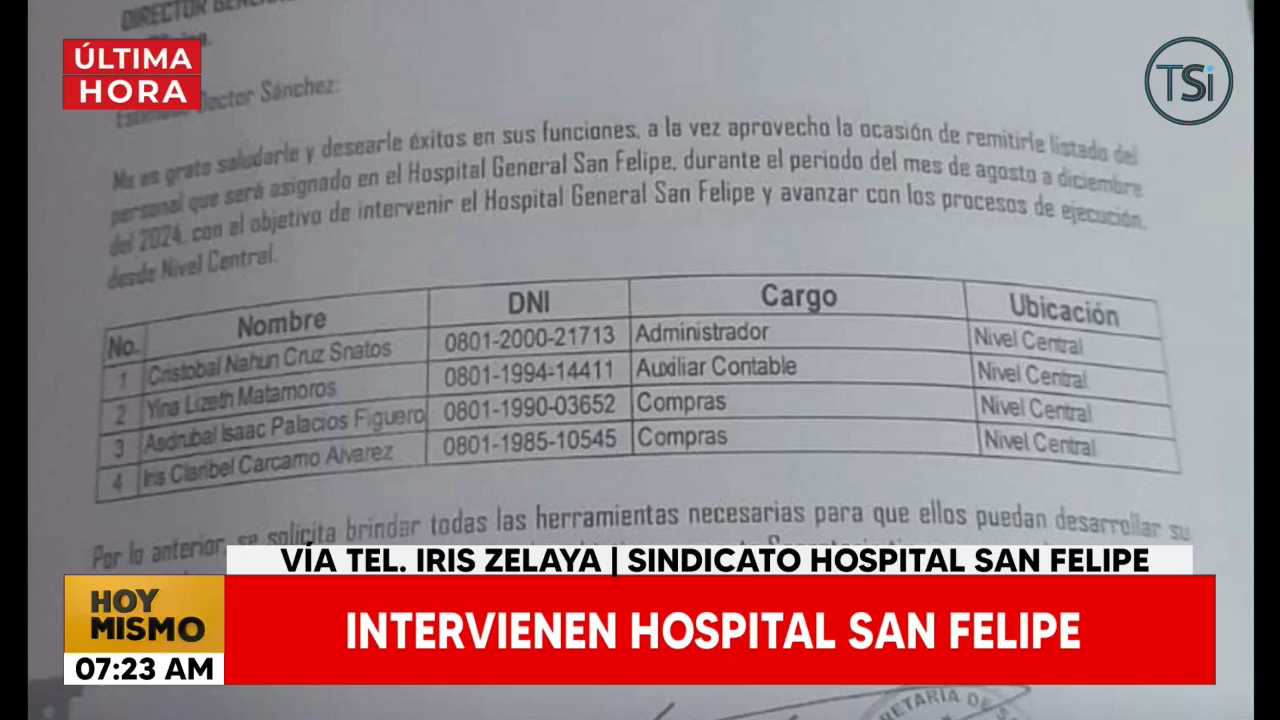 DIRECTOR
ÚLTIMA
HORA
TSi
Doctor Sánchez:
Me es grato saludarle y desearle éxitos en sus funciones, a la vez aprovecho la ocasión de remitirle listado del
personal que será asignado en el Hospital General San Felipe, durante el periodo del mes de agosto a diciembre
del 2024, con el objetivo de intervenir el Hospital General San Felipe y avanzar con los procesos de ejecución,
desde Nivel Central.
No. Nombre DNI Cargo Ubicación
1 Cristobal Nahun Cruz Snatos 0801-2000-21713 Administrador Nivel Central
2 Yina Lizeth Matamoros 0801-1994-14411 Auxiliar Contable Nivel Central
3 Asdrubal Isaac Palacios Figuero 0801-1990-03652 Compras Nivel Central
4 Iris Claribel Carcamo Alvarez 0801-1985-10545 Compras Nivel Central
Por lo anterior, se solicita brindar todas las herramientas necesarias para que ellos puedan desarrollar su
VÍA TEL. IRIS ZELAYA | SINDICATO HOSPITAL SAN FELIPE
HOY
MISMO
INTERVIENEN HOSPITAL SAN FELIPE
07:23 AM